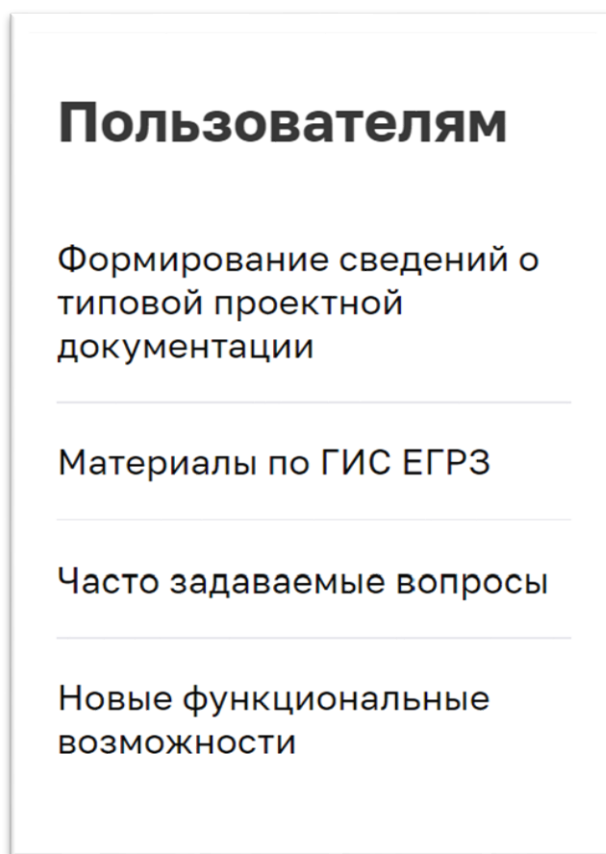 Пользователям
Формирование сведений о
типовой проектной
документации
Материалы по ГИС ЕГРЗ
Часто задаваемые вопросы
Новые функциональные
возможности